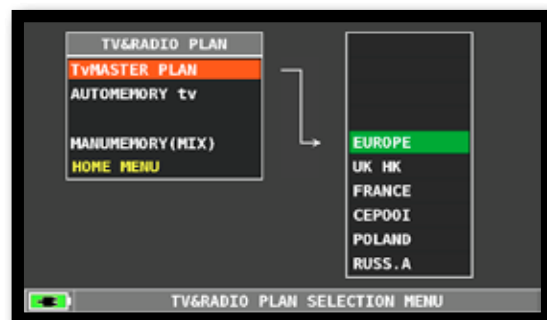 TV&RADIO PLAN
TvMASTER PLAN
AUTOMEMORY tv
MANUMEMORY(MIX)
HOME MENU
EUROPE
UK HK
FRANCE
CEPOOI
POLAND
RUSS.A
TV&RADIO PLAN SELECTION MENU